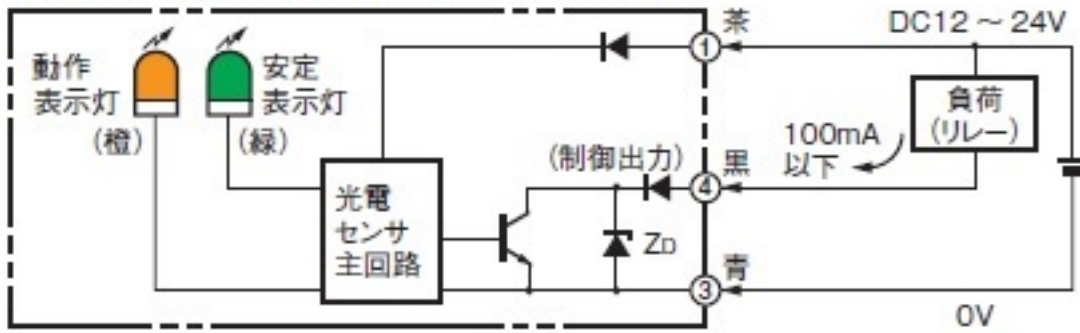 動作
表示灯
(橙)
安定
表示灯
(緑)
光電
センサ
主回路
(制御出力)
ZD
①
茶
④
黒
③
青
DC12 ～ 24V
負荷
(リレー)
100mA
以下
0V